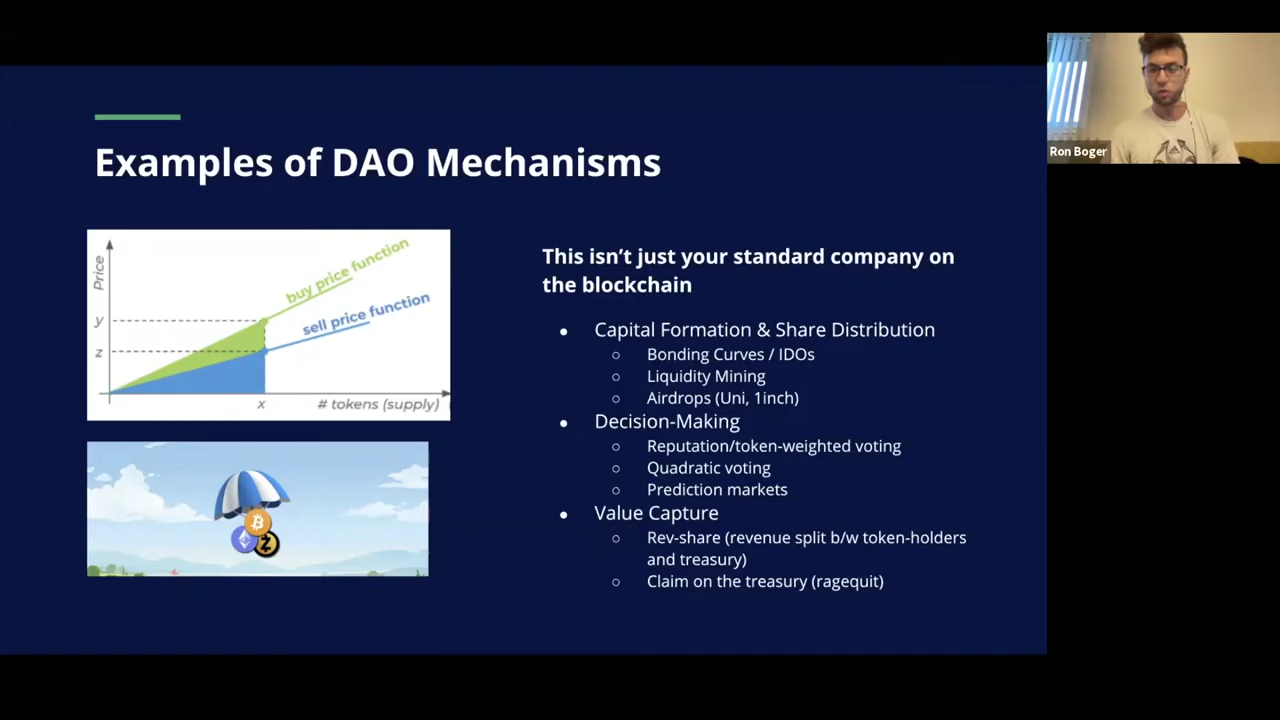 Examples of DAO Mechanisms
Price
buy price function
sell price function
y
z
x
# tokens (supply)
This isn’t just your standard company on
the blockchain
● Capital Formation & Share Distribution
○ Bonding Curves / IDOs
○ Liquidity Mining
○ Airdrops (Uni, 1inch)
● Decision-Making
○ Reputation/token-weighted voting
○ Quadratic voting
○ Prediction markets
● Value Capture
○ Rev-share (revenue split b/w token-holders
and treasury)
○ Claim on the treasury (ragequit)
Ron Boger